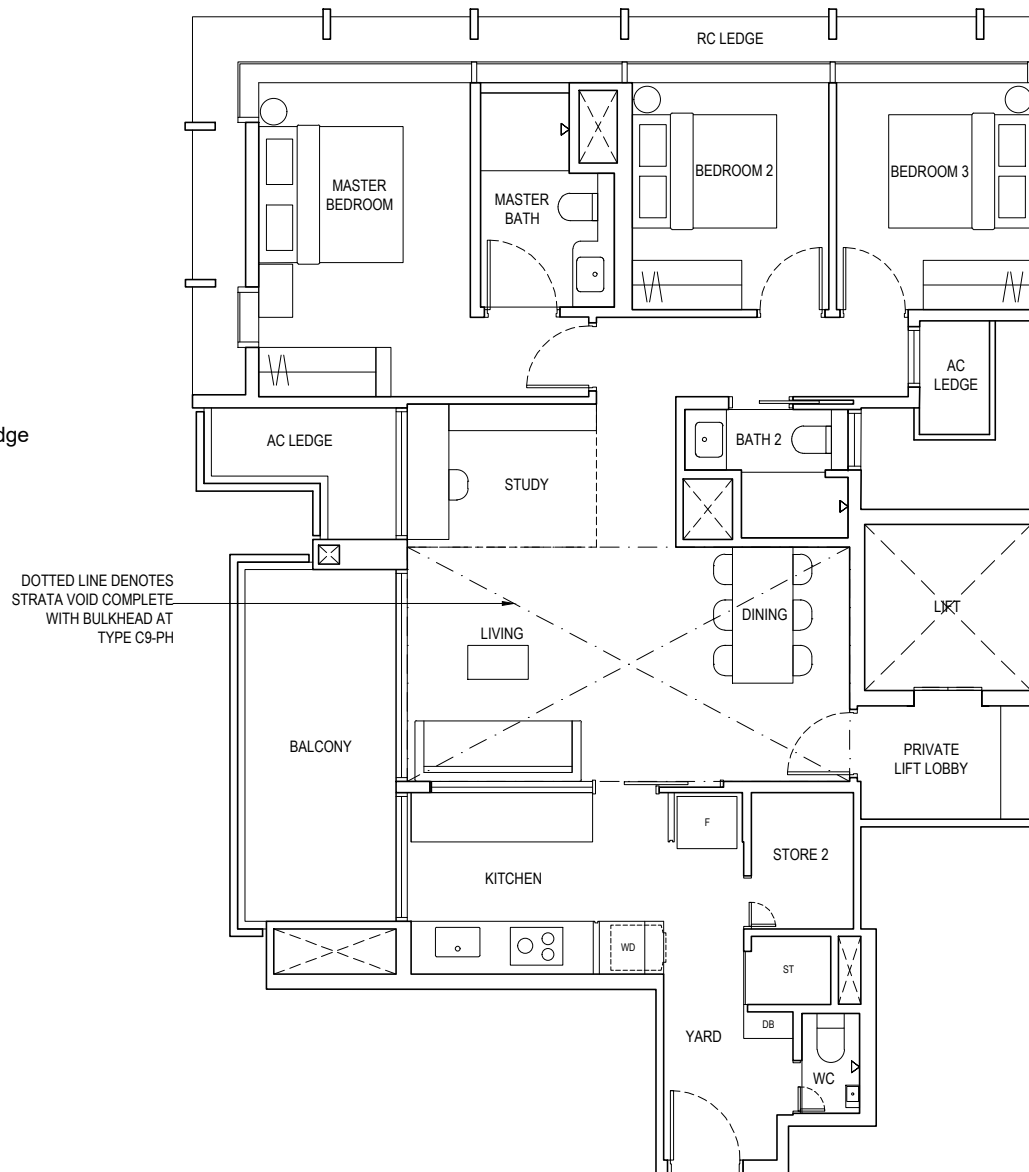 RC LEDGE
MASTER
BEDROOM
MASTER
BATH
BEDROOM 2
BEDROOM 3
AC
LEDGE
dge
AC LEDGE
STUDY
BATH 2
DOTTED LINE DENOTES
STRATA VOID COMPLETE
WITH BULKHEAD AT
TYPE C9-PH
LIVING
DINING
LIFT
BALCONY
PRIVATE
LIFT LOBBY
F
STORE 2
KITCHEN
WD
ST
DB
YARD
WC